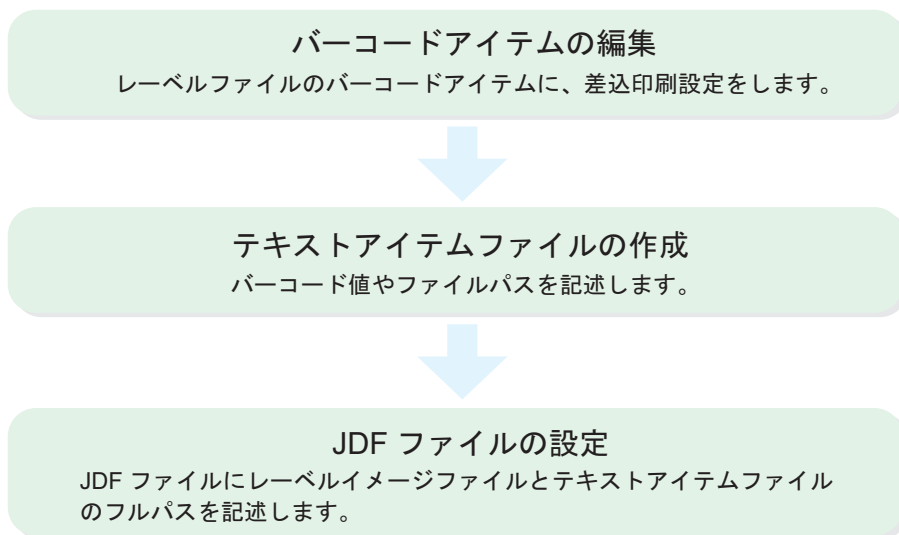 バーコードアイテムの編集
レーベルファイルのバーコードアイテムに、差込印刷設定をします。
テキストアイテムファイルの作成
バーコード値やファイルパスを記述します。
JDF ファイルの設定
JDF ファイルにレーベルイメージファイルとテキストアイテムファイル
のフルパスを記述します。